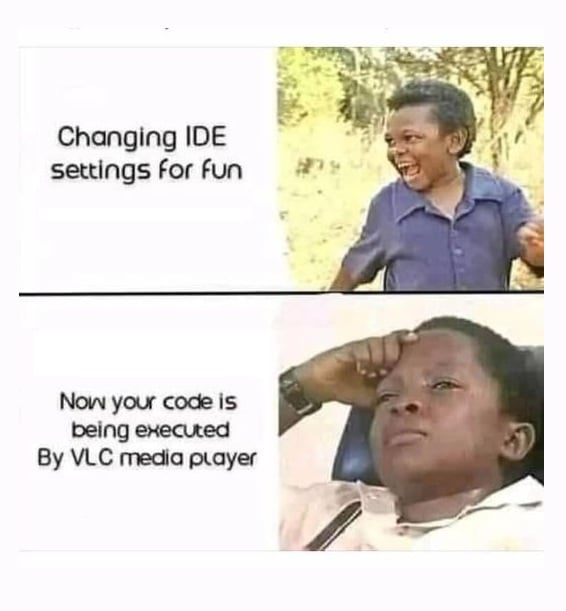 Changing IDE
settings for fun
Now your code is
being executed
By VLC media player